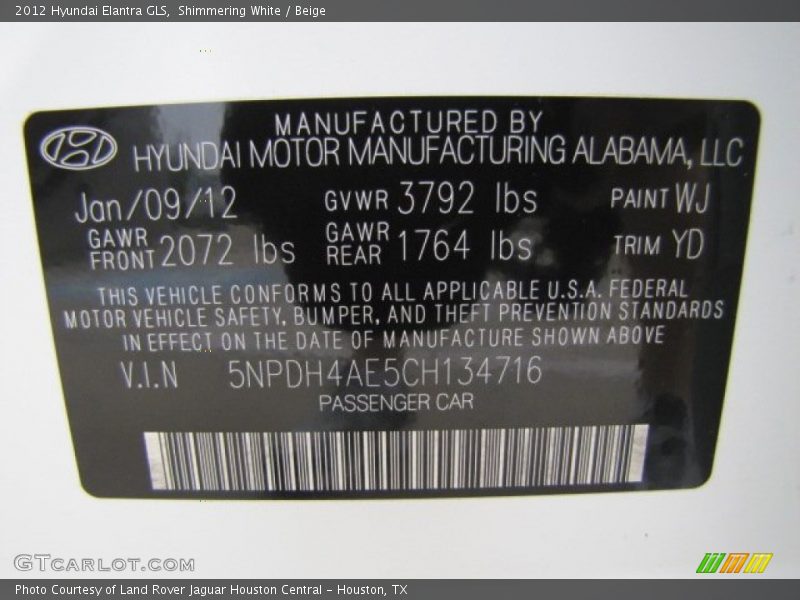 2012 Hyundai Elantra GLS,  Shimmering White / Beige
MANUFACTURED BY
HYUNDAI MOTOR MANUFACTURING ALABAMA, LLC
Jan/09/12 GVWR 3792 lbs PAINT WJ
GAWR FRONT 2072 lbs GAWR REAR 1764 lbs TRIM YD
THIS VEHICLE CONFORMS TO ALL APPLICABLE U.S.A. FEDERAL
MOTOR VEHICLE SAFETY, BUMPER, AND THEFT PREVENTION STANDARDS
IN EFFECT ON THE DATE OF MANUFACTURE SHOWN ABOVE
V.I.N 5NPDH4AE5CH134716
PASSENGER CAR
GTCARLOT.COM
Photo Courtesy of Land Rover Jaguar Houston Central - Houston, TX